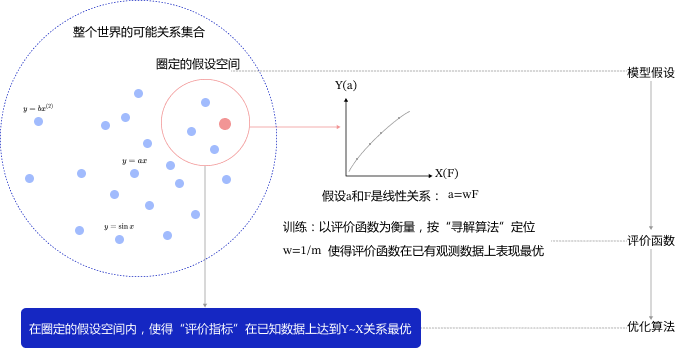 整个世界的可能关系集合
圈定的假设空间
模型假设
Y(a)
y = bx(2)
y = ax
X(F)
假设a和F是线性关系： a=wF
训练：以评价函数为衡量，按“寻解算法”定位
y = sin x
w=1/m 使得评价函数在已有观测数据上表现最优
评价函数
在圈定的假设空间内，使得“评价指标”在已知数据上达到Y~X关系最优
优化算法